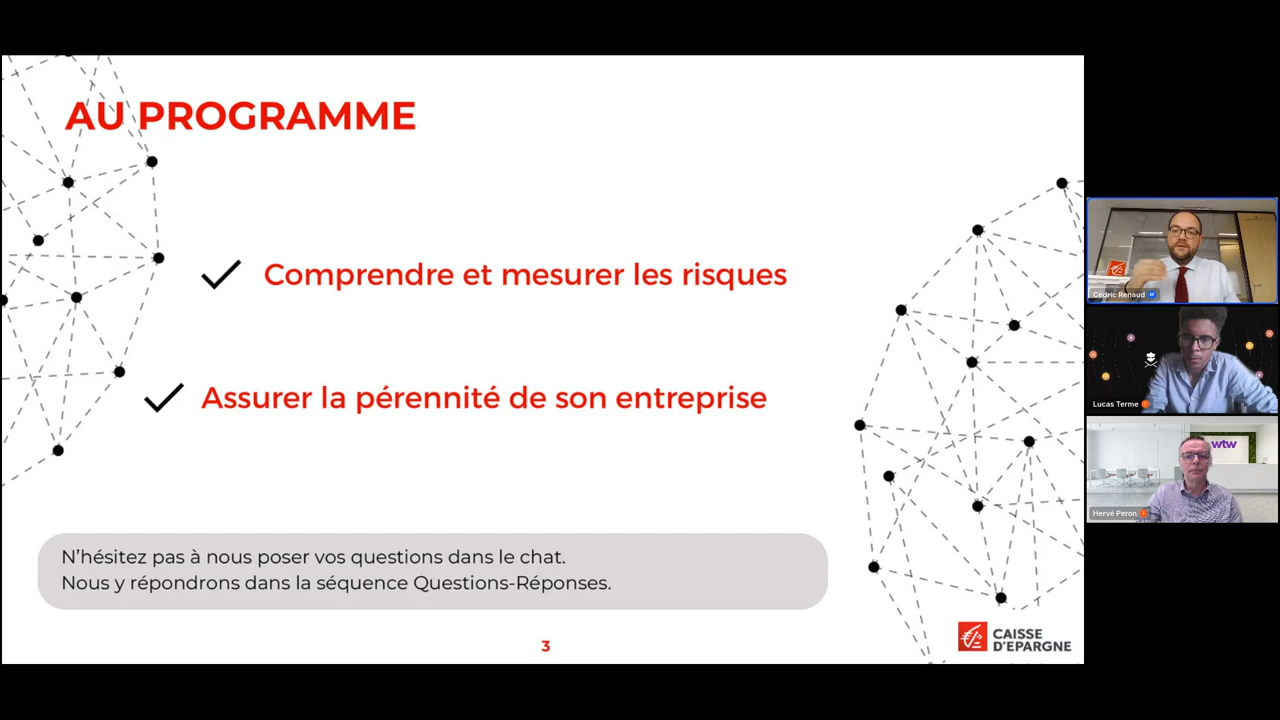 AU PROGRAMME
Comprendre et mesurer les risques
Assurer la pérennité de son entreprise
N'hésitez pas à nous poser vos questions dans le chat.
Nous y répondrons dans la séquence Questions-Réponses.
3
CAISSE
D'EPARGNE
Cédric Renaud
Lucas Terme
wtw
Hervé Peron